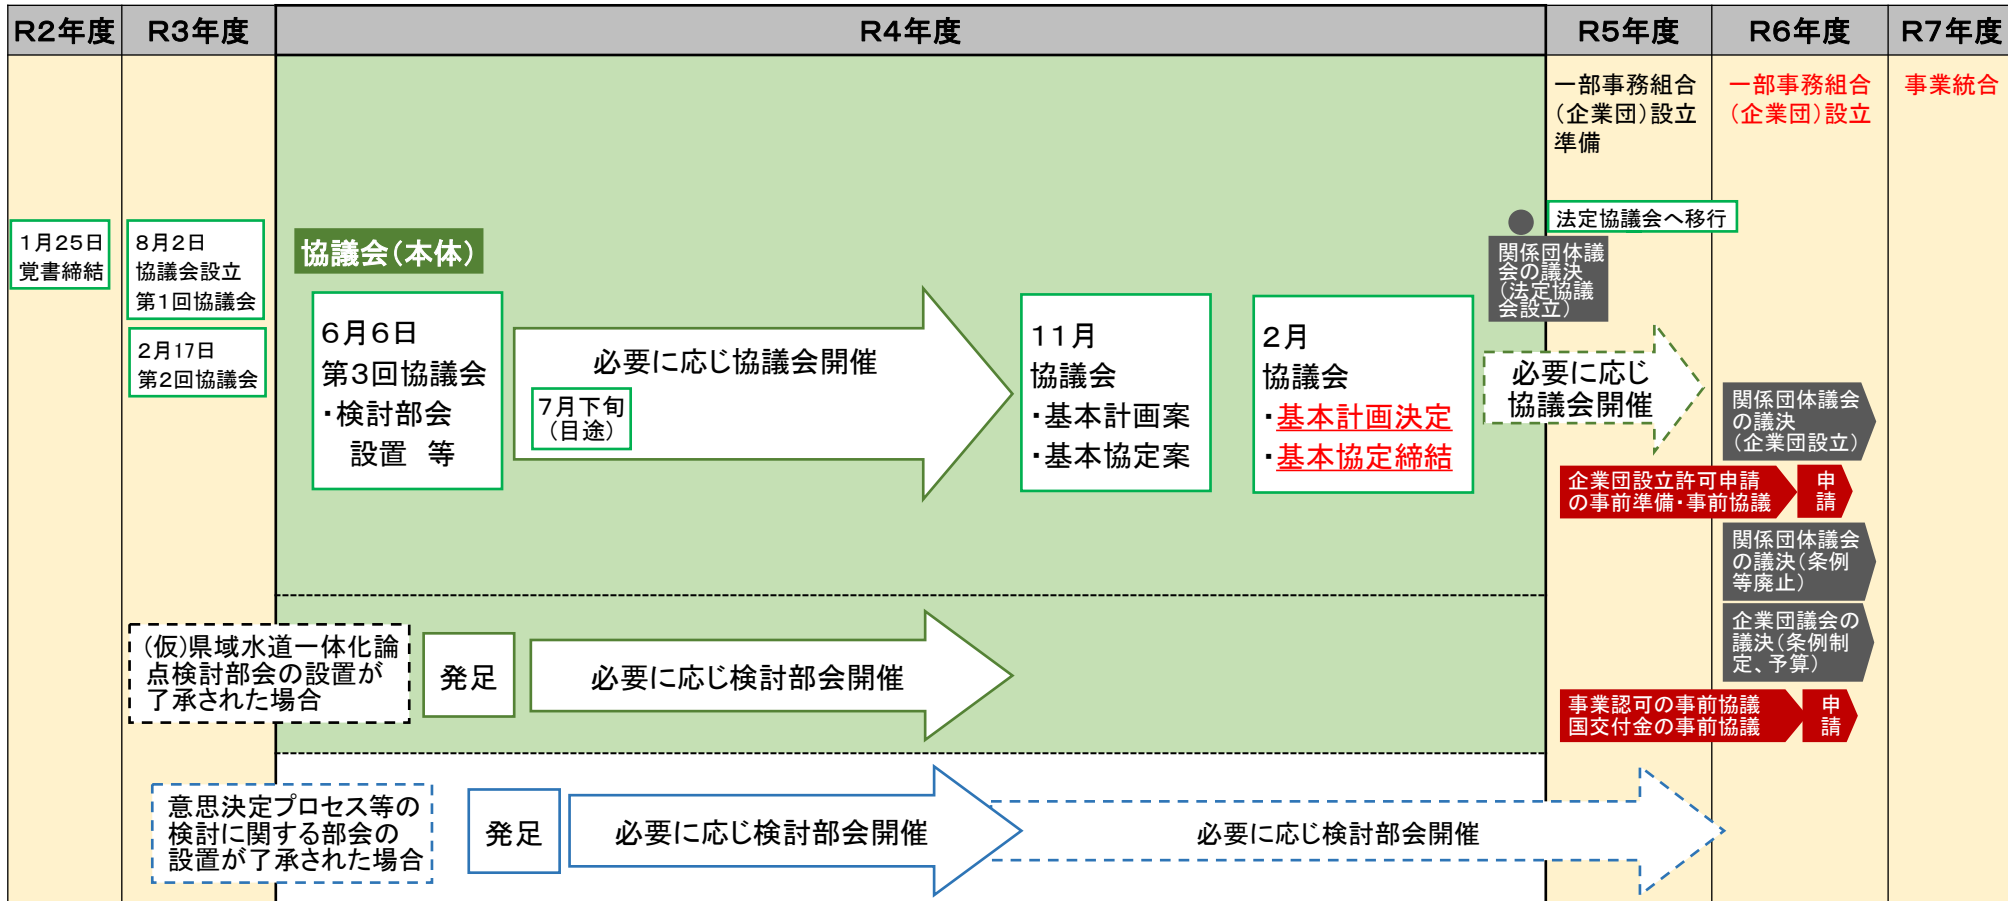 R2年度
R3年度
R4年度
R5年度
R6年度
R7年度
一部事務組合
(企業団)設立
準備
一部事務組合
(企業団)設立
事業統合
1月25日
覚書締結
8月2日
協議会設立
第1回協議会
2月17日
第2回協議会
協議会(本体)
6月6日
第3回協議会
・検討部会
設置 等
必要に応じ協議会開催
7月下旬
(目途)
11月
協議会
・基本計画案
・基本協定案
2月
協議会
・基本計画決定
・基本協定締結
法定協議会へ移行
関係団体議
会の議決
(法定協議
会設立)
必要に応じ
協議会開催
関係団体議会
の議決
(企業団設立)
企業団設立許可申請
の事前準備・事前協議
申
請
関係団体議会
の議決(条例
等廃止)
企業団議会の
議決(条例制
定、予算)
事業認可の事前協議
国交付金の事前協議
申
請
(仮)県域水道一体化論
点検討部会の設置が
了承された場合
発足
必要に応じ検討部会開催
意思決定プロセス等の
検討に関する部会の
設置が了承された場合
発足
必要に応じ検討部会開催
必要に応じ検討部会開催